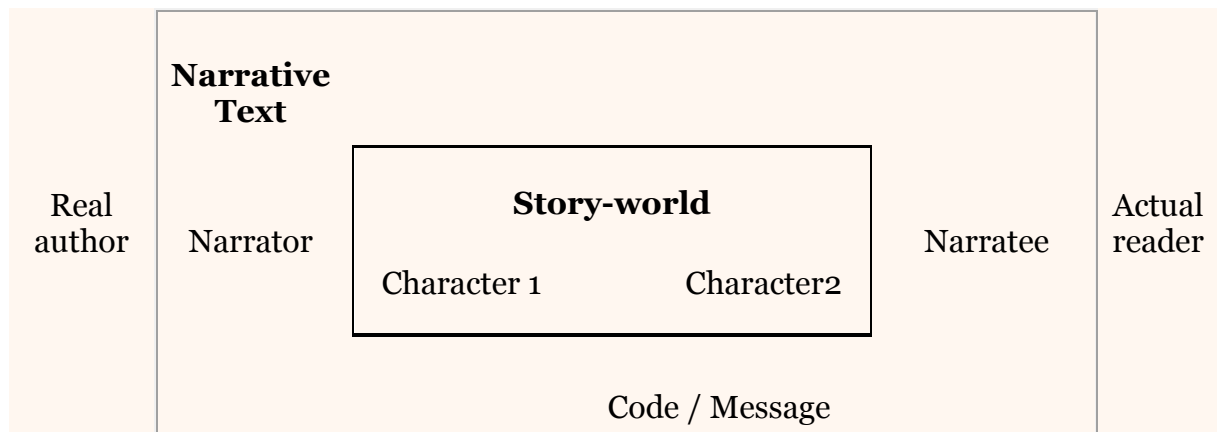 Narrative
Text
Story-world
Real
author
Narrator
Character 1
Character2
Narratee
Actual
reader
Code / Message